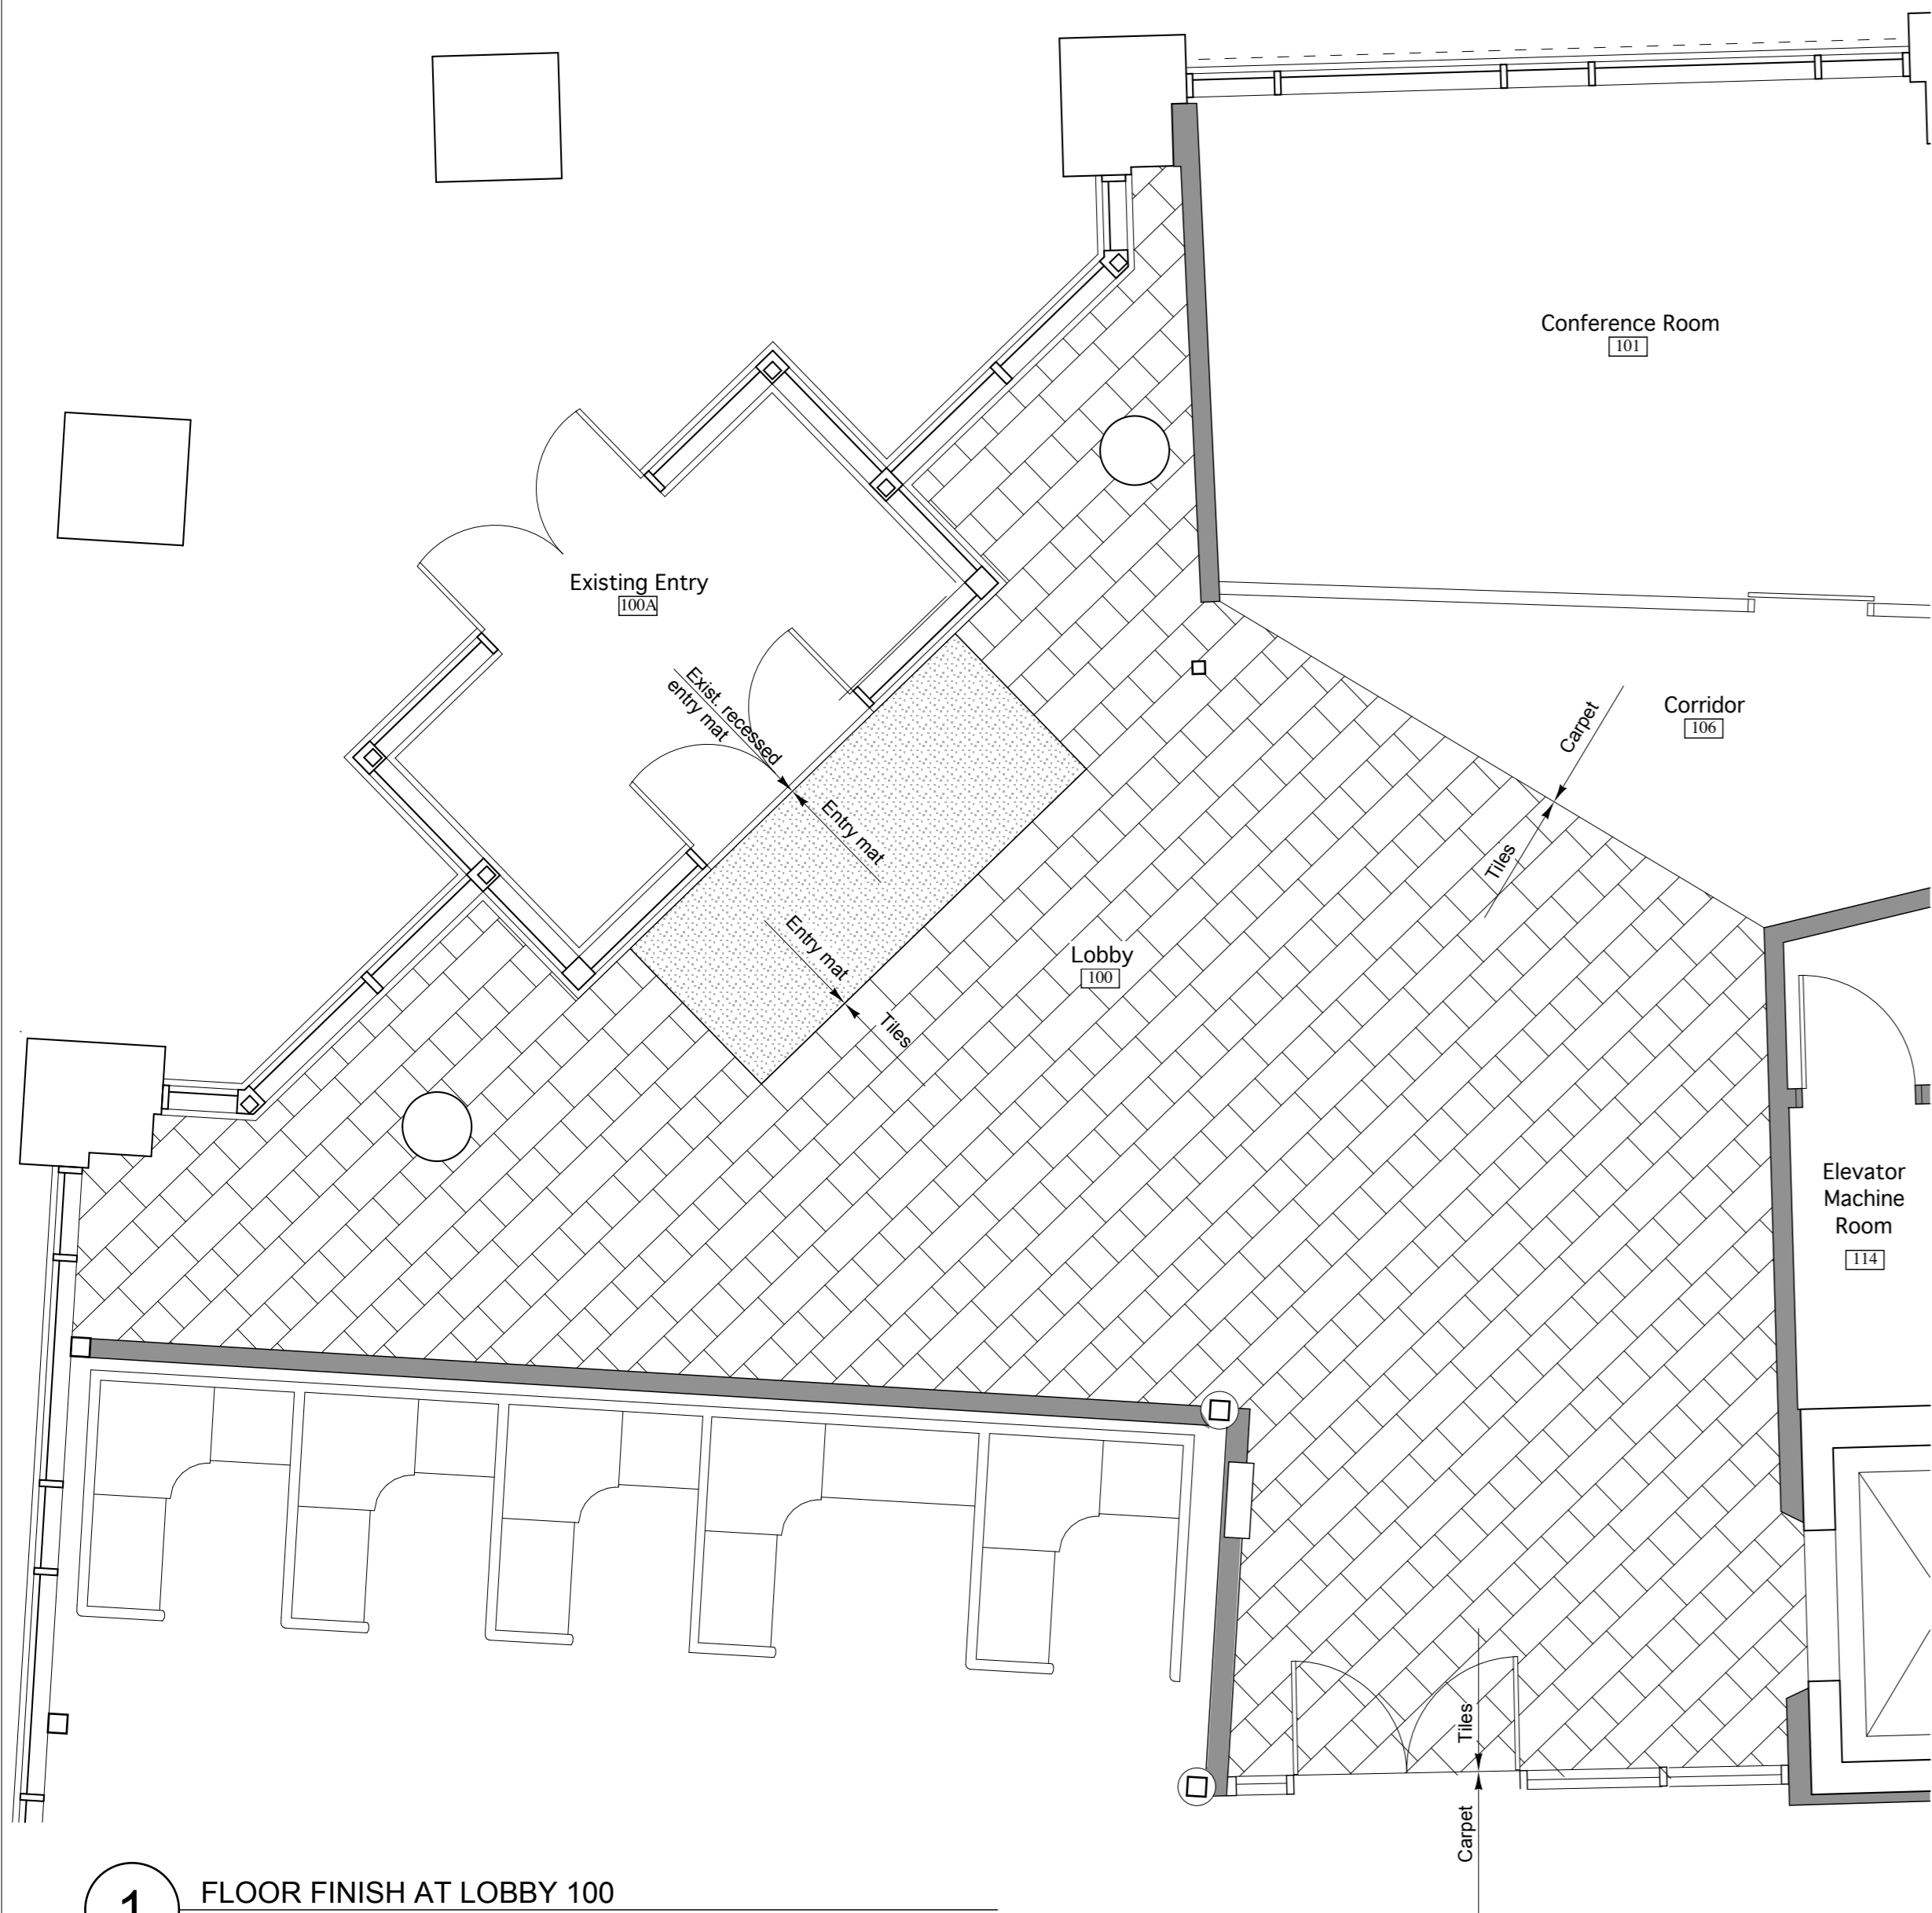 Conference Room
101
Existing Entry
100A
Exist. recessed
entry mat
Entry mat
Entry mat
Tiles
Carpet
Tiles
Corridor
106
Lobby
100
Elevator
Machine
Room
114
Tiles
Carpet
1
FLOOR FINISH AT LOBBY 100